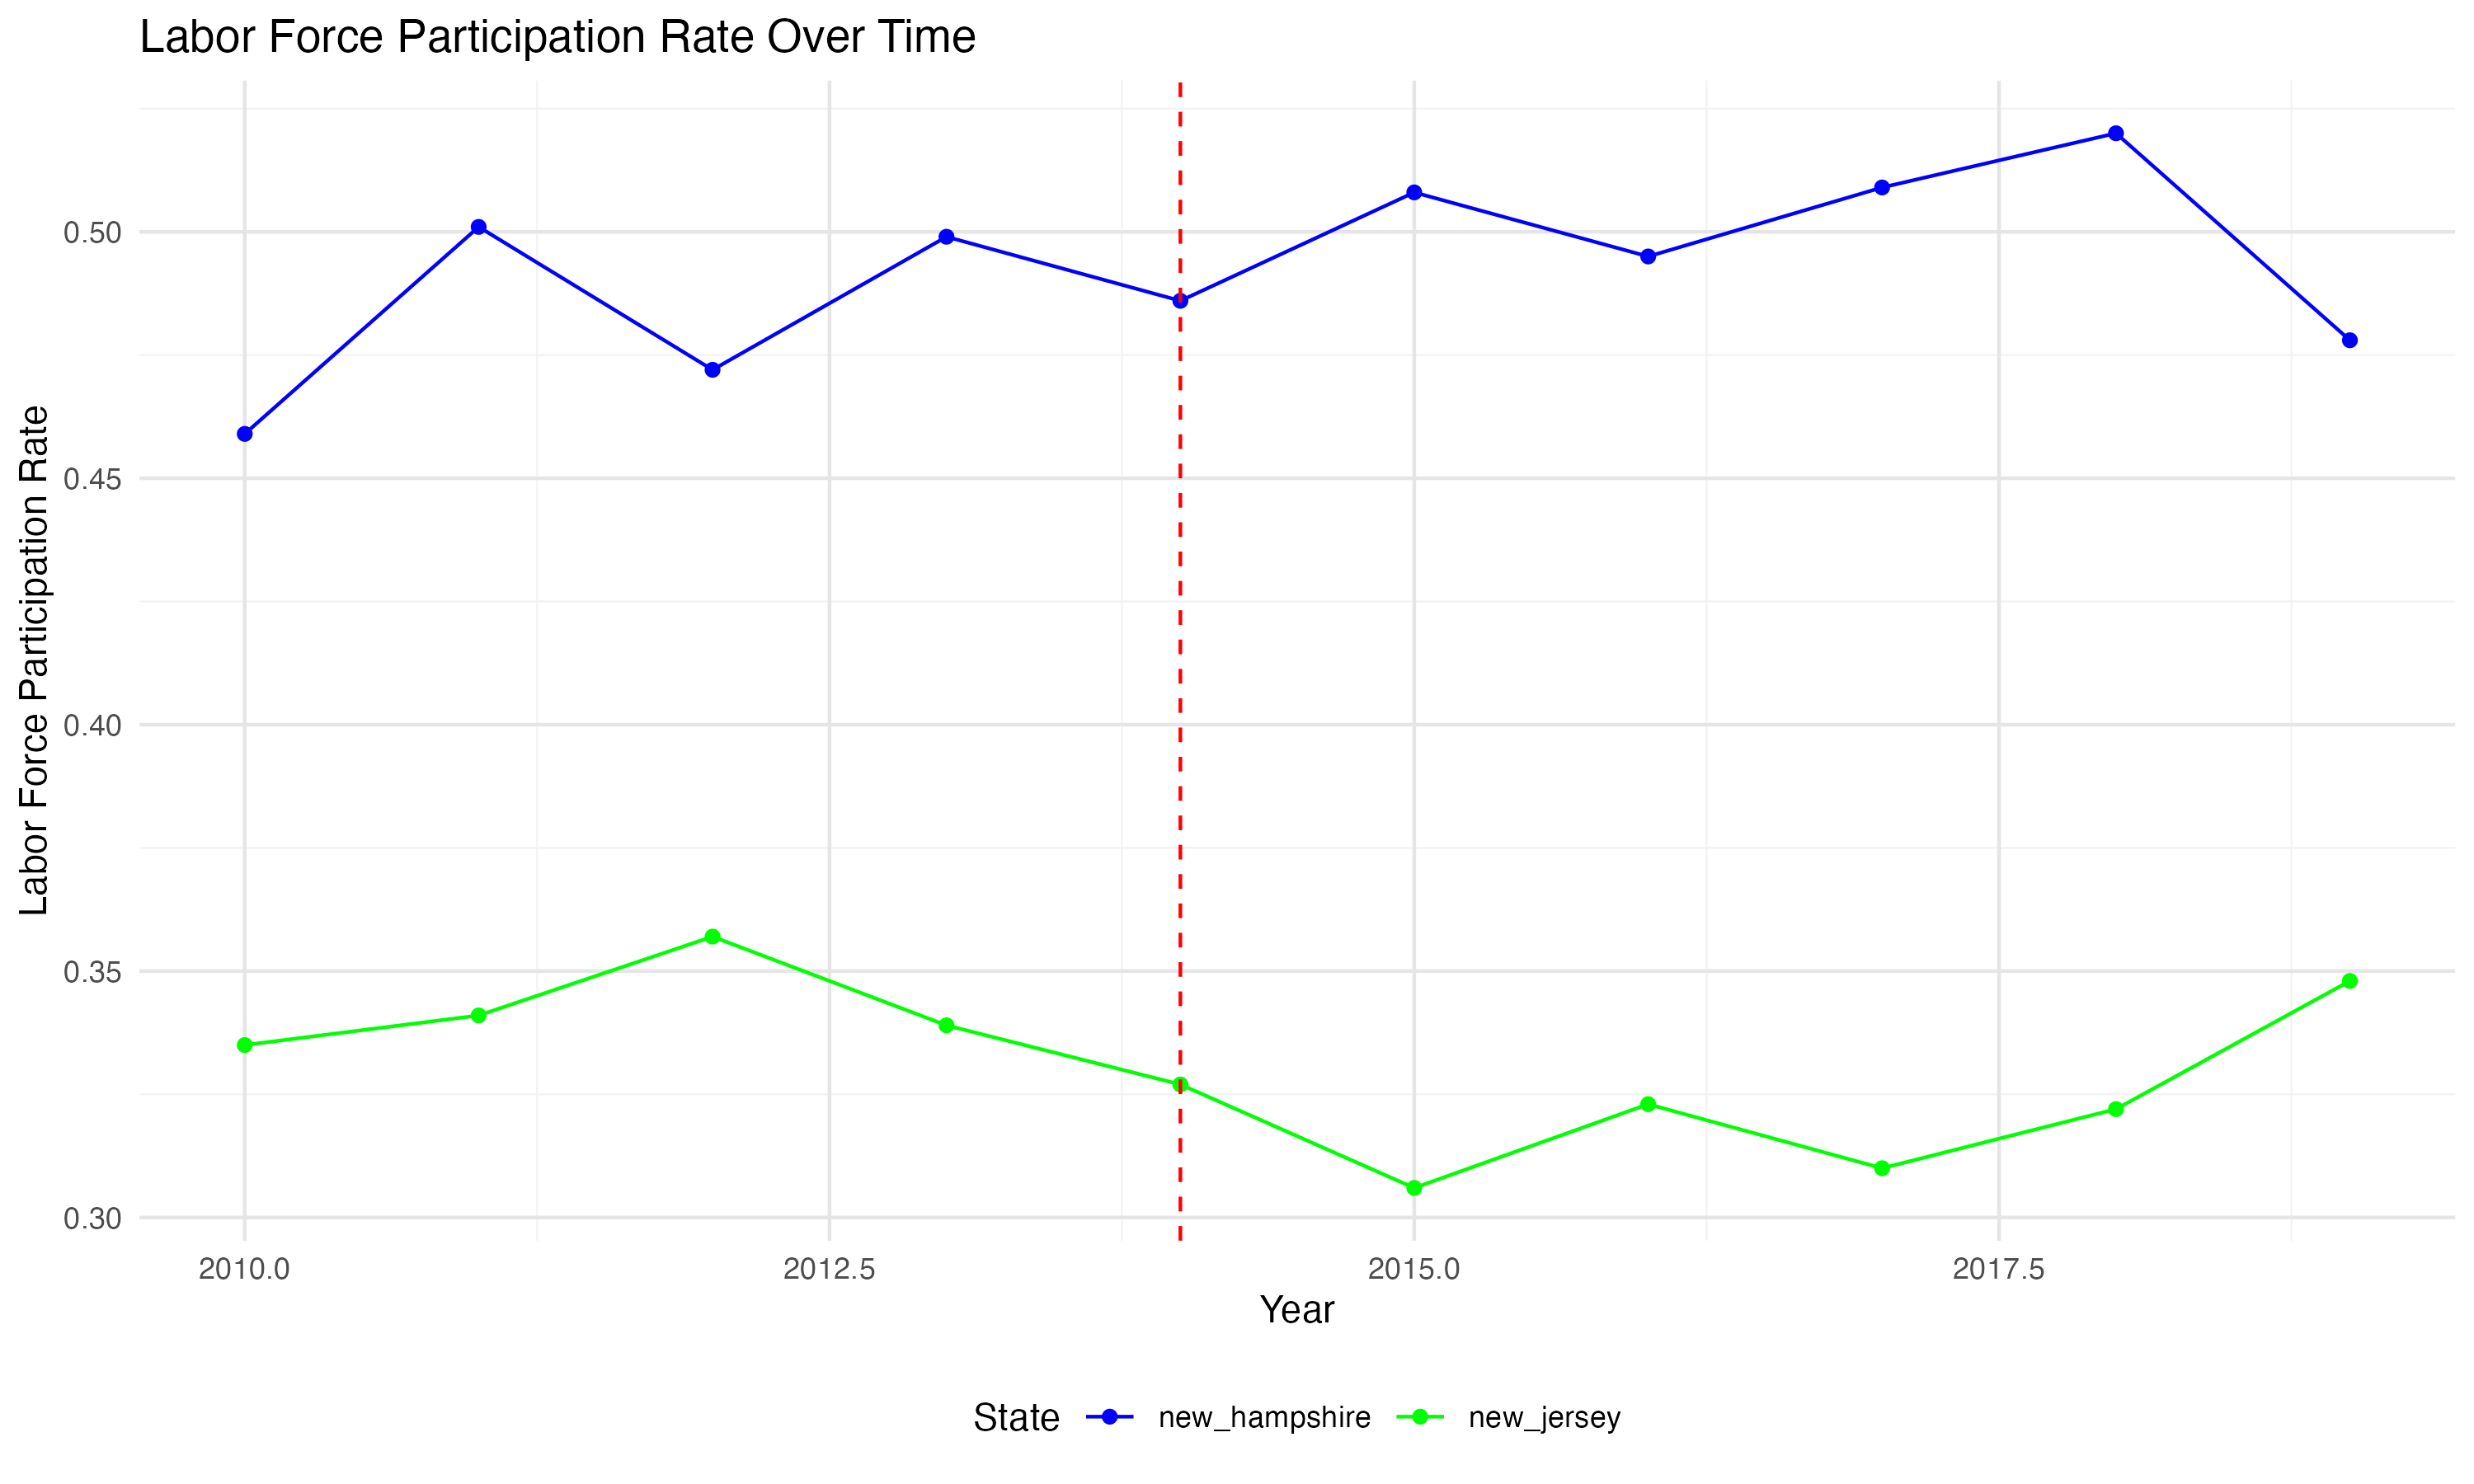 Labor Force Participation Rate Over Time
Labor Force Participation Rate
0.50
0.45
0.40
0.35
0.30
2010.0 2012.5 2015.0 2017.5
Year
State new_hampshire new_jersey